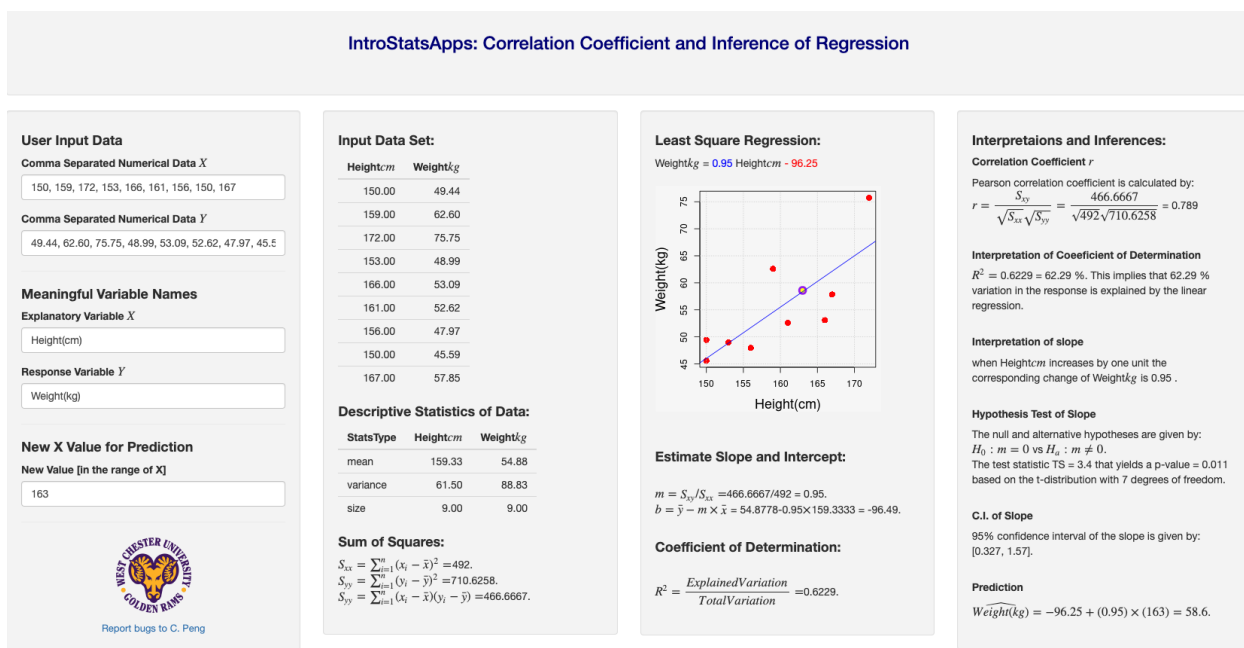 IntroStatsApps: Correlation Coefficient and Inference of Regression
User Input Data
Comma Separated Numerical Data X
150, 159, 172, 153, 166, 161, 156, 150, 167
Comma Separated Numerical Data Y
49.44, 62.60, 75.75, 48.99, 53.09, 52.62, 47.97, 45.5
Meaningful Variable Names
Explanatory Variable X
Height(cm)
Response Variable Y
Weight(kg)
New X Value for Prediction
New Value [in the range of X]
163
WEST CHESTER UNIVERSITY
GOLDEN RAMS
Report bugs to C. Peng
Input Data Set:
Heightcm Weightkg
150.00 49.44
159.00 62.60
172.00 75.75
153.00 48.99
166.00 53.09
161.00 52.62
156.00 47.97
150.00 45.59
167.00 57.85
Descriptive Statistics of Data:
StatsType Heightcm Weightkg
mean 159.33 54.88
variance 61.50 88.83
size 9.00 9.00
Sum of Squares:
Sxx = ∑ⁿᵢ₌₁(xᵢ − x̄)² =492.
Syy = ∑ⁿᵢ₌₁(yᵢ − ȳ)² =710.6258.
Syy = ∑ⁿᵢ₌₁(xᵢ − x̄)(yᵢ − ȳ) =466.6667.
Least Square Regression:
Weightkg = 0.95 Heightcm - 96.25
75
70
65
60
55
50
45
Weight(kg)
150 155 160 165 170
Height(cm)
Estimate Slope and Intercept:
m = Sxy/Sxx =466.6667/492 = 0.95.
b = ȳ − m × x̄ = 54.8778-0.95×159.3333 = -96.49.
Coefficient of Determination:
R² = ExplainedVariation / TotalVariation =0.6229.
Interpretaions and Inferences:
Correlation Coefficient r
Pearson correlation coefficient is calculated by:
r = Sxy / √Sxx√Syy = 466.6667 / √492√710.6258 = 0.789
Interpretation of Coeeficient of Determination
R² = 0.6229 = 62.29 %. This implies that 62.29 %
variation in the response is explained by the linear
regression.
Interpretation of slope
when Heightcm increases by one unit the
corresponding change of Weightkg is 0.95 .
Hypothesis Test of Slope
The null and alternative hypotheses are given by:
H₀ : m = 0 vs Hₐ : m ≠ 0.
The test statistic TS = 3.4 that yields a p-value = 0.011
based on the t-distribution with 7 degrees of freedom.
C.I. of Slope
95% confidence interval of the slope is given by:
[0.327, 1.57].
Prediction
Weight(kg)^ = −96.25 + (0.95) × (163) = 58.6.